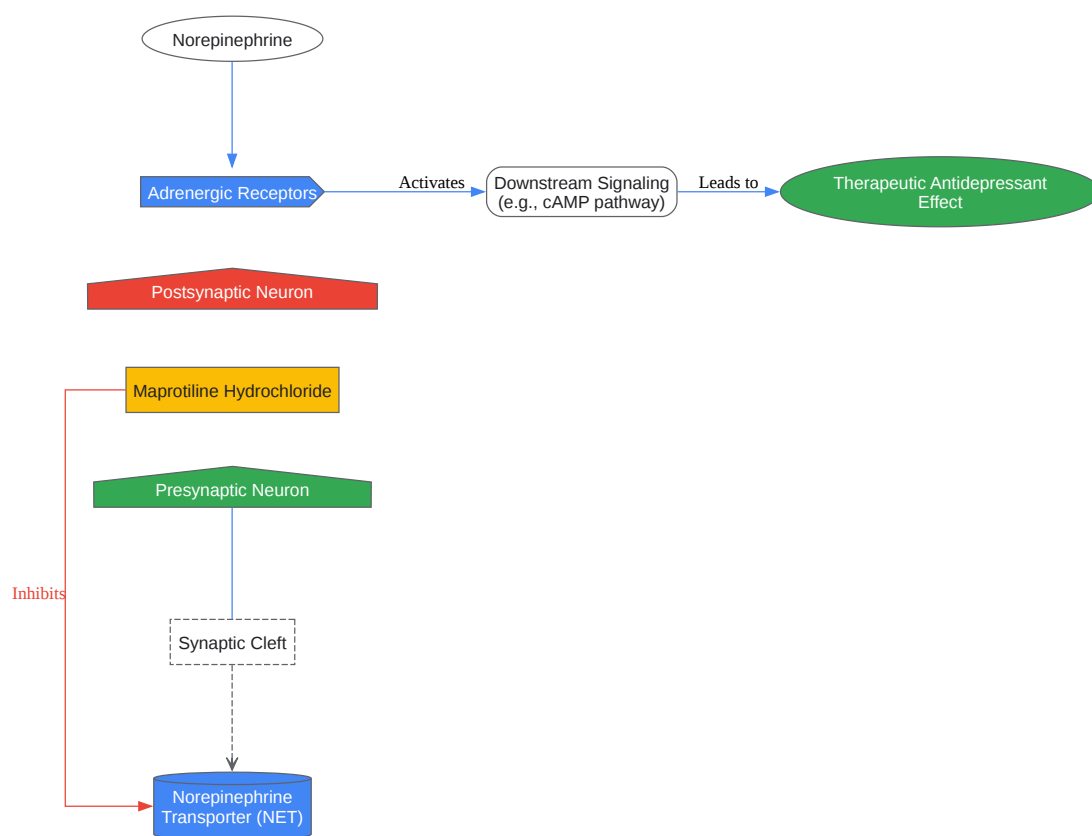 Norepinephrine
Adrenergic Receptors
Activates
Downstream Signaling
(e.g., cAMP pathway)
Leads to
Therapeutic Antidepressant
Effect
Postsynaptic Neuron
Maprotiline Hydrochloride
Presynaptic Neuron
Inhibits
Synaptic Cleft
Norepinephrine
Transporter (NET)